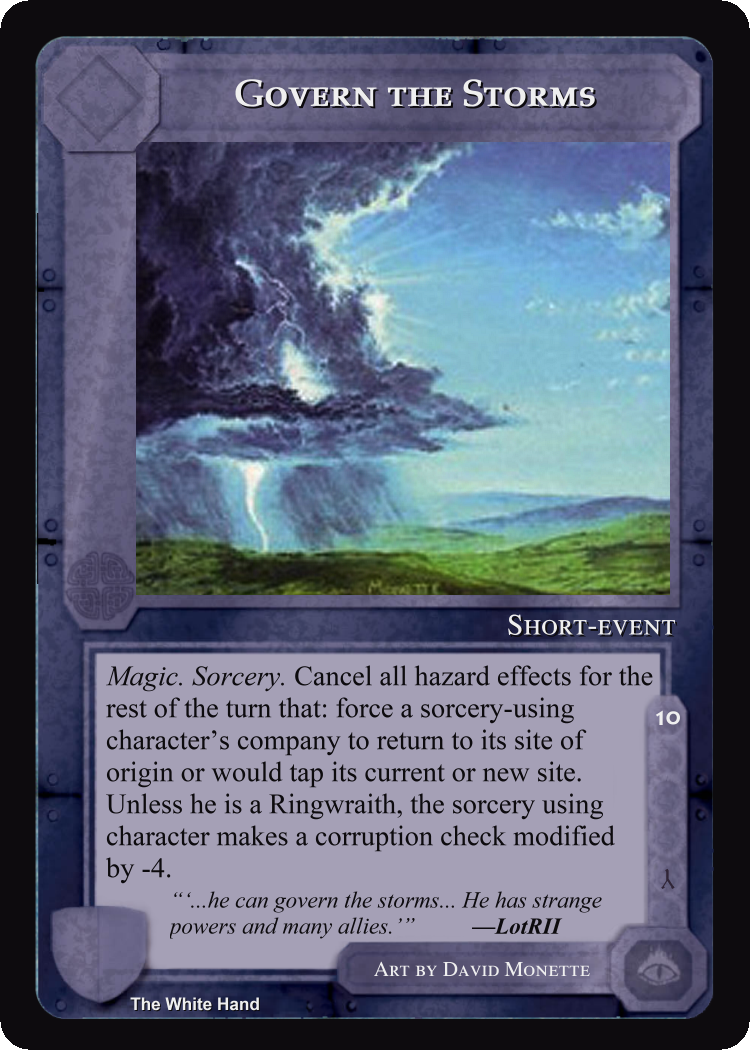 Govern the Storms
Monette
Short-event
Magic. Sorcery. Cancel all hazard effects for the
rest of the turn that: force a sorcery-using
character's company to return to its site of
origin or would tap its current or new site.
Unless he is a Ringwraith, the sorcery using
character makes a corruption check modified
by -4.
10
"'...he can govern the storms... He has strange
powers and many allies.'" —LotRII
Art by David Monette
The White Hand